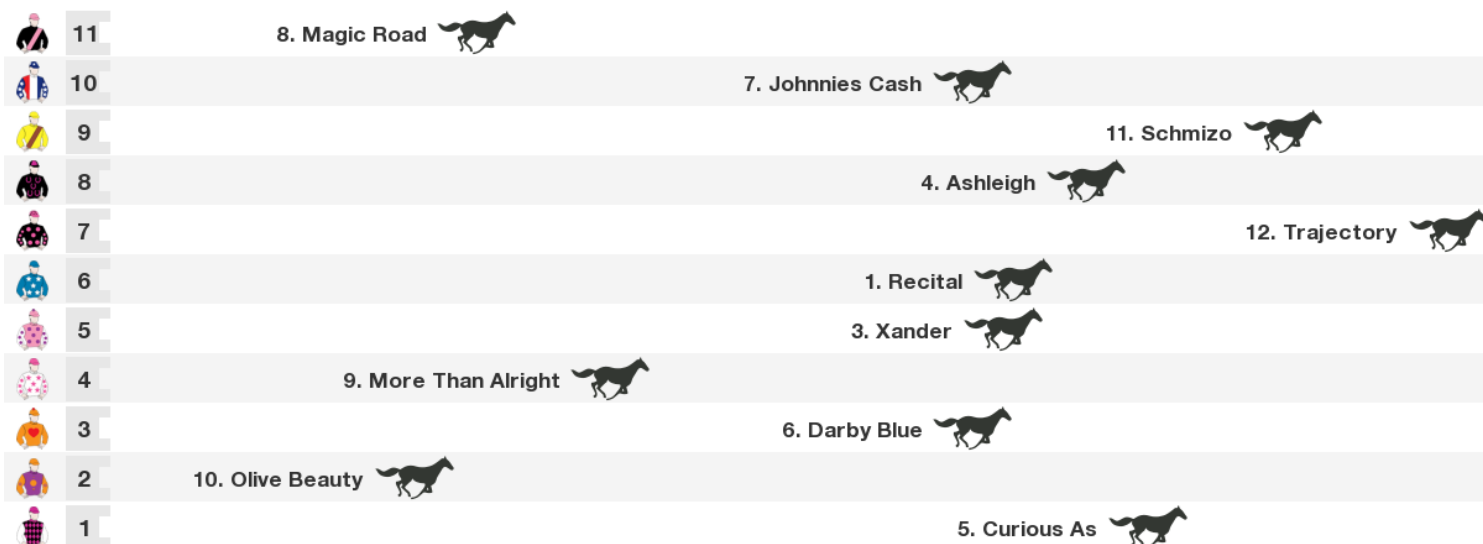 11 8. Magic Road
10 7. Johnnies Cash
9 11. Schmizo
8 4. Ashleigh
7 12. Trajectory
6 1. Recital
5 3. Xander
4 9. More Than Alright
3 6. Darby Blue
2 10. Olive Beauty
1 5. Curious As